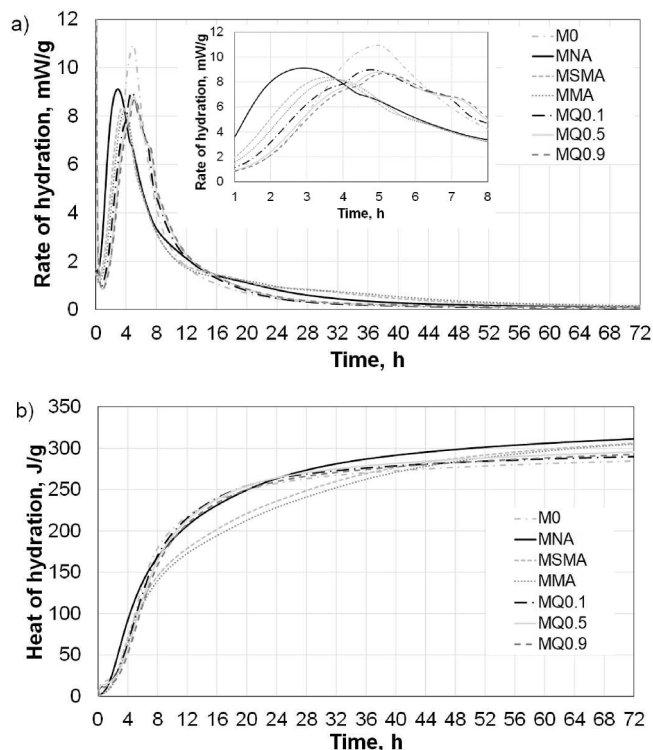 a)
Rate of hydration, mW/g
12
10
8
6
4
2
0
0 4 8 12 16 20 24 28 32 36 40 44 48 52 56 60 64 68 72
Time, h
Rate of hydration, mW/g
12
10
8
6
4
2
0
1 2 3 4 5 6 7 8
Time, h
M0
MNA
MSMA
MMA
MQ0.1
MQ0.5
MQ0.9
b)
Heat of hydration, J/g
350
300
250
200
150
100
50
0
0 4 8 12 16 20 24 28 32 36 40 44 48 52 56 60 64 68 72
Time, h
M0
MNA
MSMA
MMA
MQ0.1
MQ0.5
MQ0.9